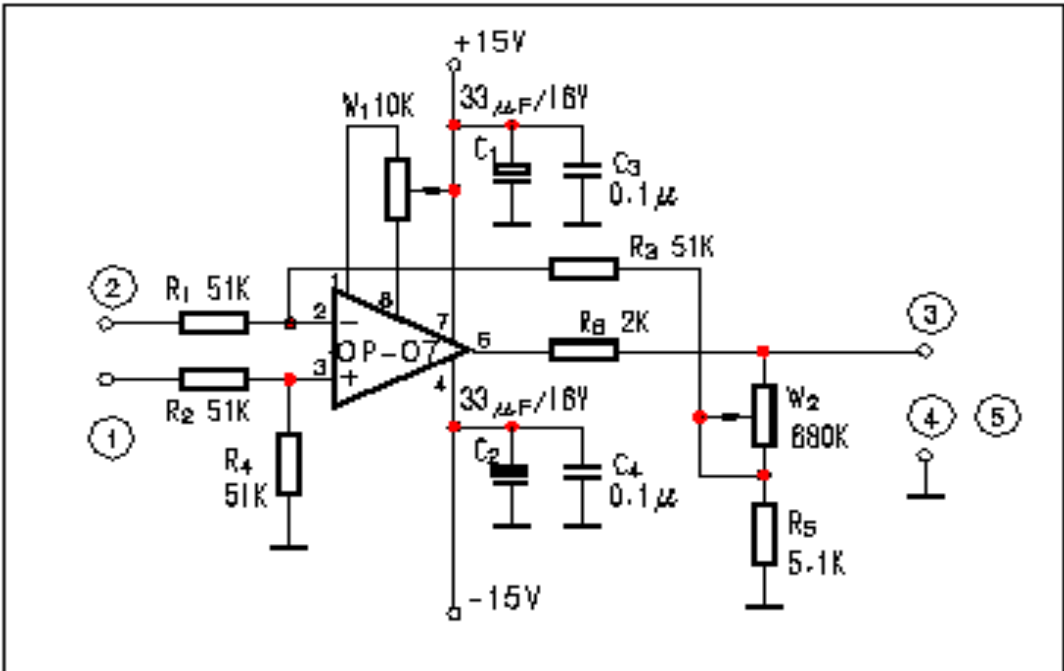 +15V
W₁10K
33μF/16V
C₁
C₃
0.1μ
R₃ 51K
②
R₁ 51K
1
8
2
-
7
③
R₆ 2K
6
OP-07
3
+
4
R₂ 51K
33μF/16V
W₂
680K
④ ⑤
①
R₄
51K
C₂
C₄
0.1μ
R₅
5.1K
-15V